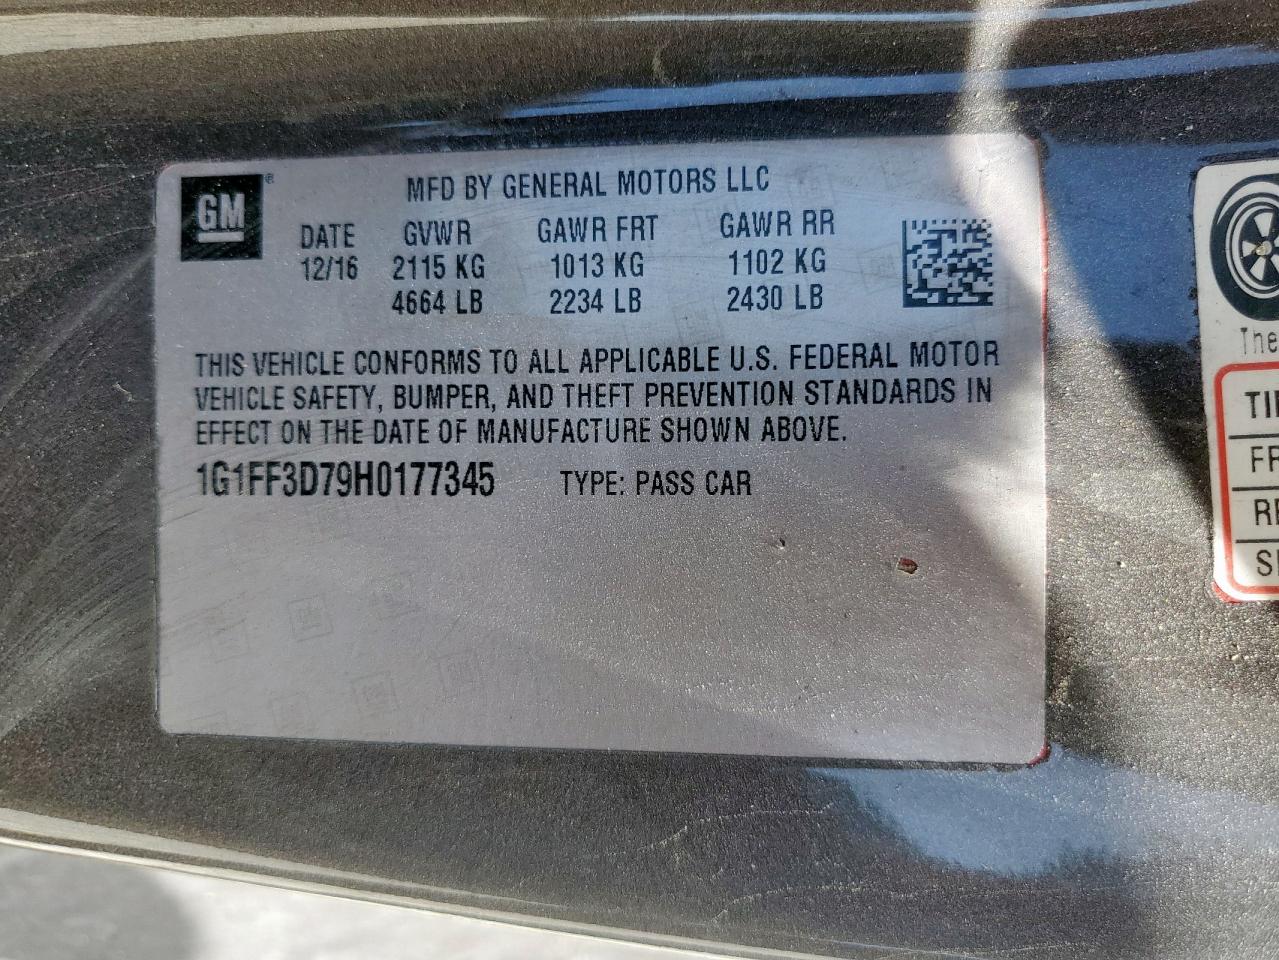 GM
MFD BY GENERAL MOTORS LLC
DATE GVWR GAWR FRT GAWR RR
12/16 2115 KG 1013 KG 1102 KG
4664 LB 2234 LB 2430 LB
THIS VEHICLE CONFORMS TO ALL APPLICABLE U.S. FEDERAL MOTOR
VEHICLE SAFETY, BUMPER, AND THEFT PREVENTION STANDARDS IN
EFFECT ON THE DATE OF MANUFACTURE SHOWN ABOVE.
1G1FF3D79H0177345 TYPE: PASS CAR